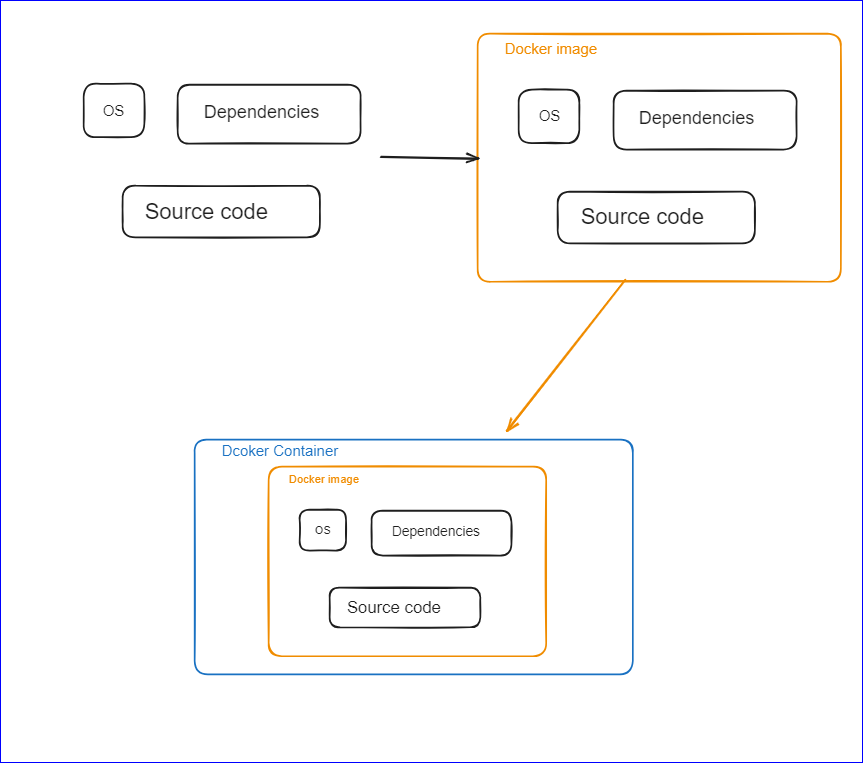 Docker image
OS
Dependencies
OS
Dependencies
Source code
Source code
Dcoker Container
Docker image
OS
Dependencies
Source code